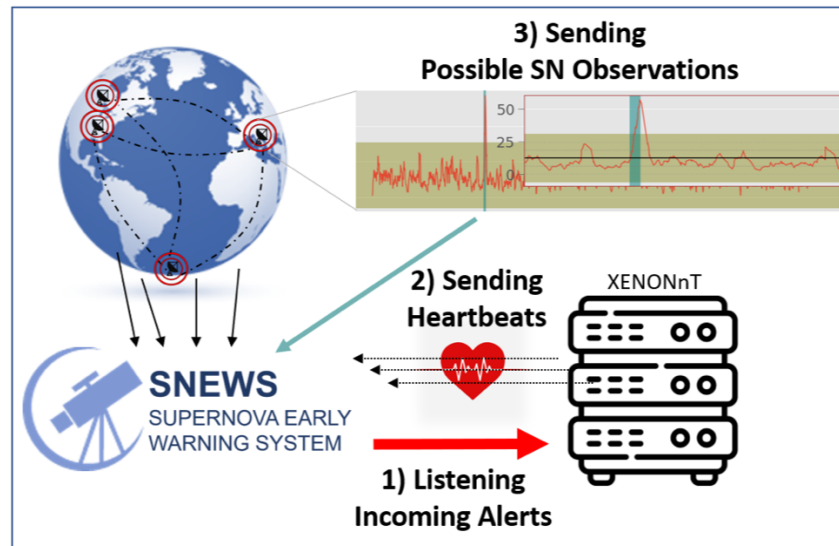 3) Sending
Possible SN Observations
50
25
0
2) Sending
Heartbeats
XENONnT
SNEWS
SUPERNOVA EARLY
WARNING SYSTEM
1) Listening
Incoming Alerts